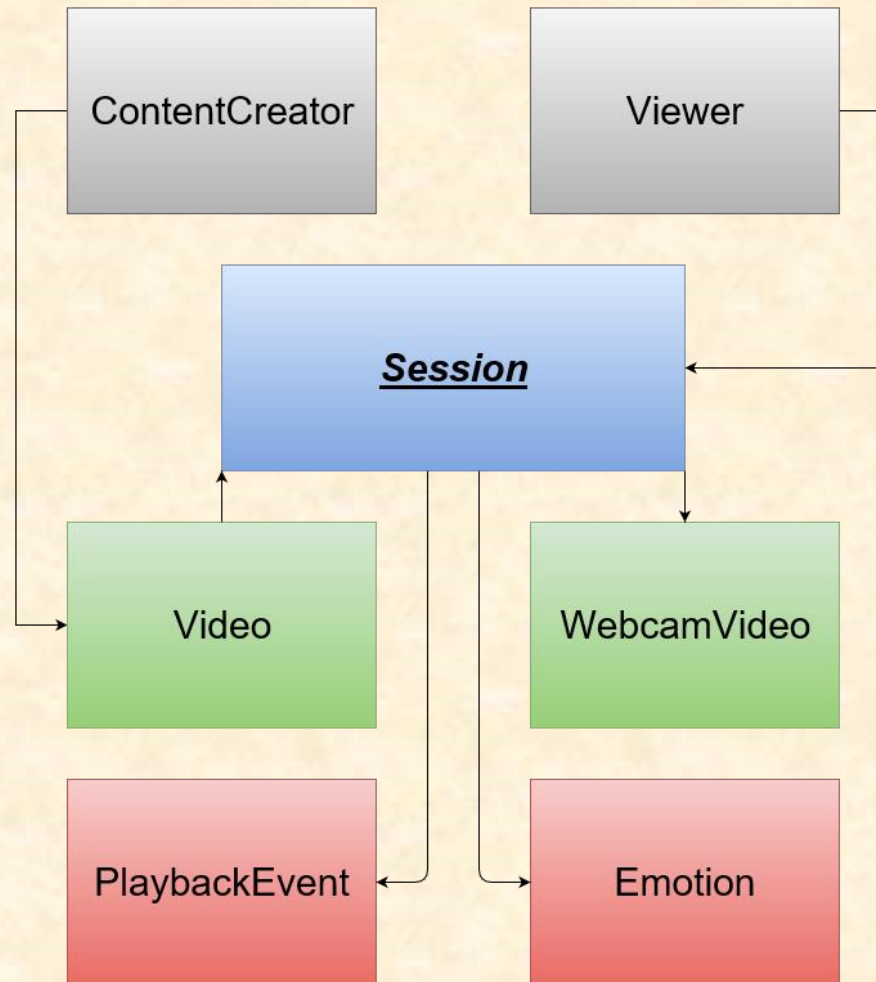 ContentCreator
Viewer
Session
Video
WebcamVideo
PlaybackEvent
Emotion